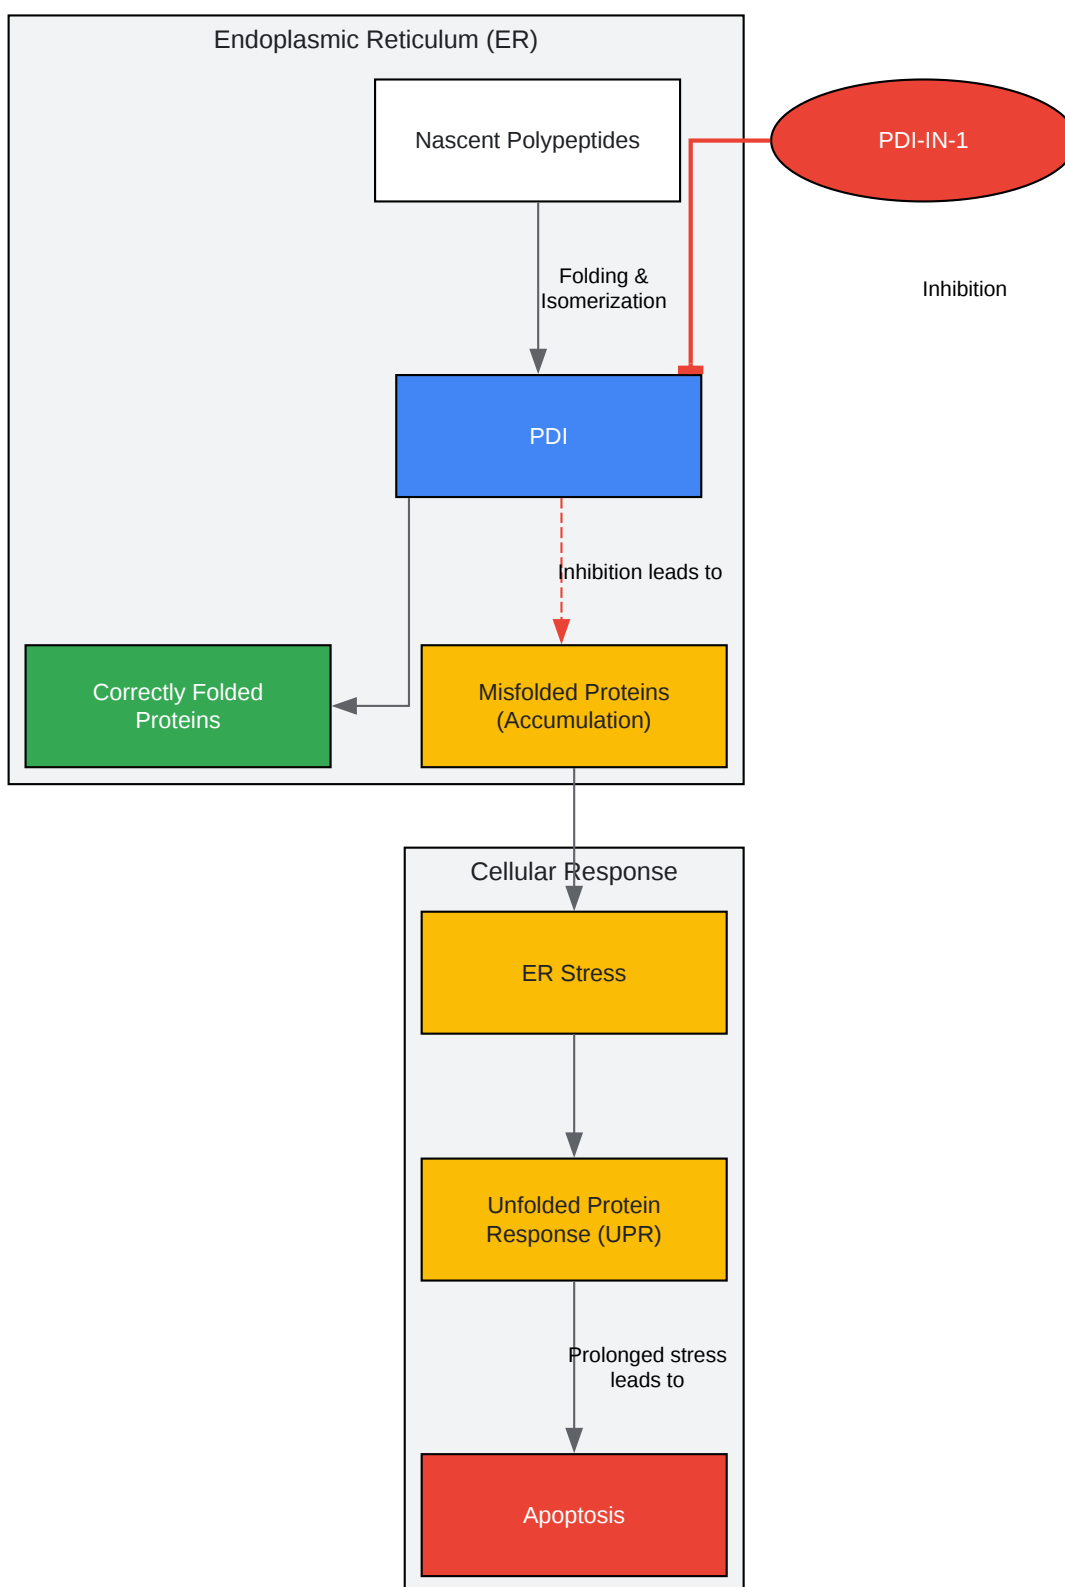 Endoplasmic Reticulum (ER)
Nascent Polypeptides
PDI-IN-1
Folding &
Isomerization
Inhibition
PDI
Inhibition leads to
Correctly Folded
Proteins
Misfolded Proteins
(Accumulation)
Cellular Response
ER Stress
Unfolded Protein
Response (UPR)
Prolonged stress
leads to
Apoptosis